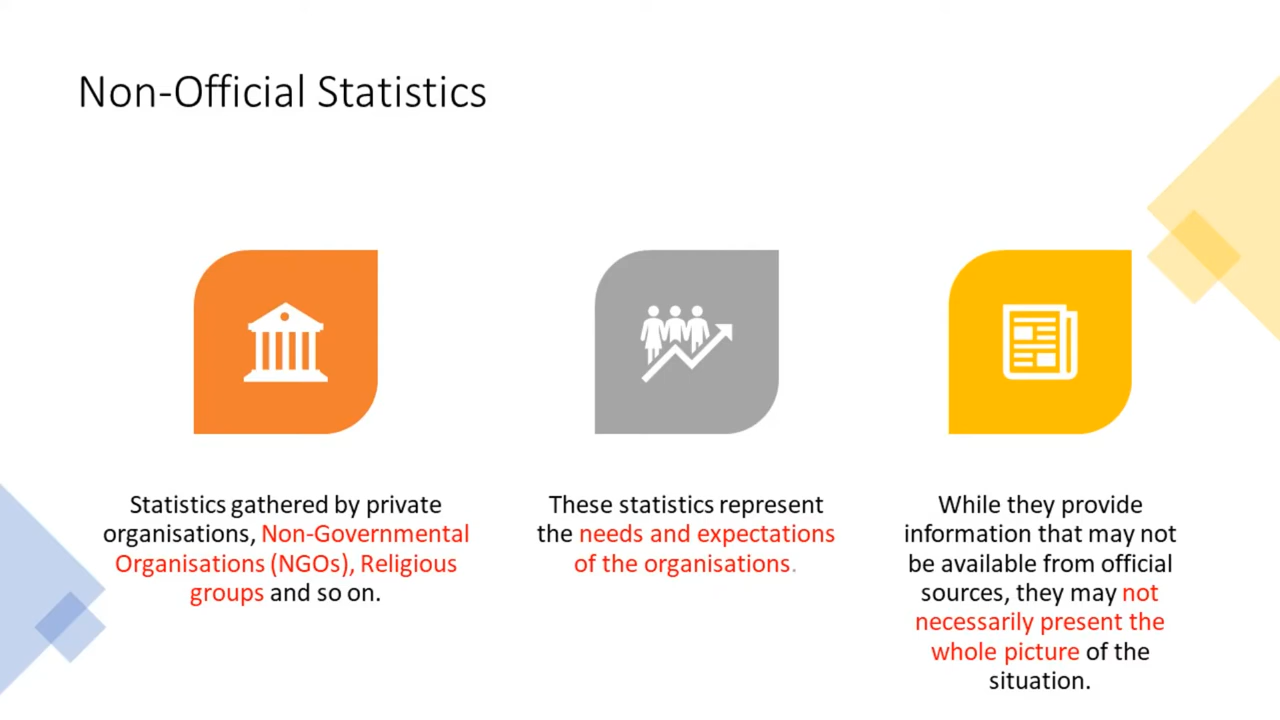 Non-Official Statistics
Statistics gathered by private
organisations, Non-Governmental
Organisations (NGOs), Religious
groups and so on.
These statistics represent
the needs and expectations
of the organisations.
While they provide
information that may not
be available from official
sources, they may not
necessarily present the
whole picture of the
situation.